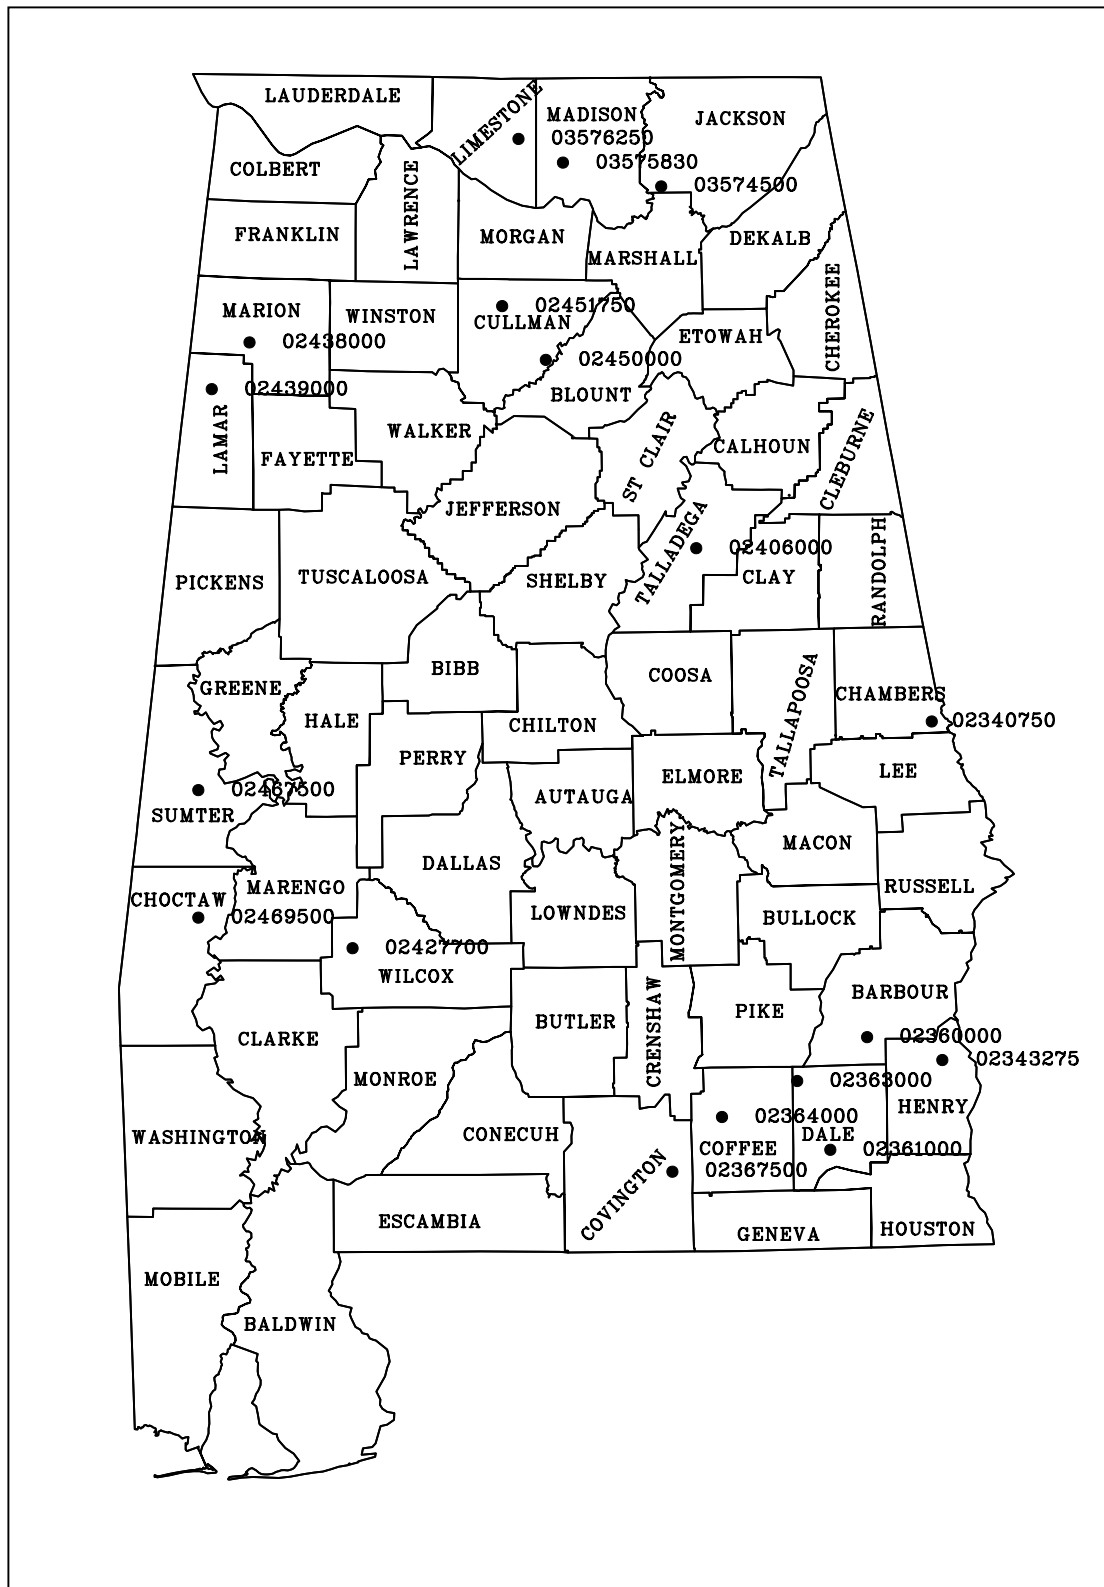 LAUDERDALE
LIMESTONE
MADISON
JACKSON
03576250
03575830
COLBERT
LAWRENCE
03574500
FRANKLIN
MORGAN
DEKALB
MARSHALL
CHEROKEE
MARION
WINSTON
02451750
CULLMAN
ETOWAH
02438000
02450000
02439000
BLOUNT
LAMAR
WALKER
ST CLAIR
CALHOUN
CLEBURNE
FAYETTE
JEFFERSON
02406000
PICKENS
TUSCALOOSA
SHELBY
TALLADEGA
CLAY
RANDOLPH
GREENE
BIBB
COOSA
CHAMBERS
HALE
CHILTON
TALLAPOOSA
02340750
PERRY
ELMORE
LEE
02467500
AUTAUGA
SUMTER
MACON
DALLAS
MONTGOMERY
CHOCTAW
MARENGO
RUSSELL
02469500
LOWNDES
BULLOCK
02427700
WILCOX
BARBOUR
CLARKE
BUTLER
CRENSHAW
PIKE
02360000
02343275
MONROE
02363000
HENRY
02364000
WASHINGTON
CONECUH
DALE
COFFEE
02361000
02367500
COVINGTON
ESCAMBIA
GENEVA
HOUSTON
MOBILE
BALDWIN